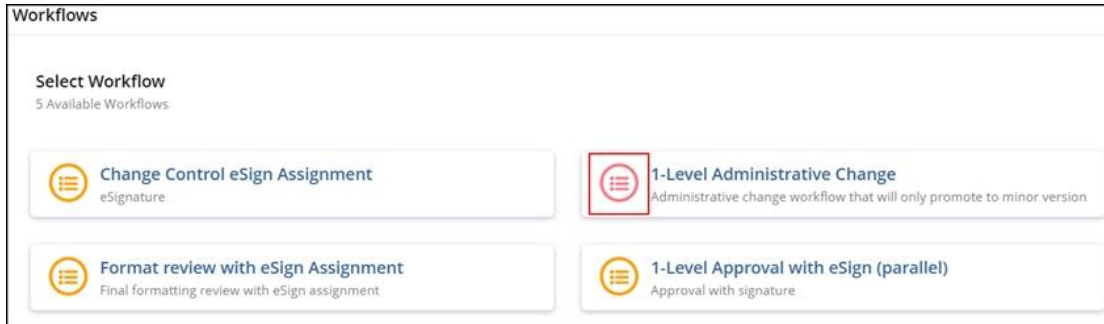 Workflows
Select Workflow
5 Available Workflows
Change Control eSign Assignment
eSignature
1-Level Administrative Change
Administrative change workflow that will only promote to minor version
Format review with eSign Assignment
Final formatting review with eSign assignment
1-Level Approval with eSign (parallel)
Approval with signature